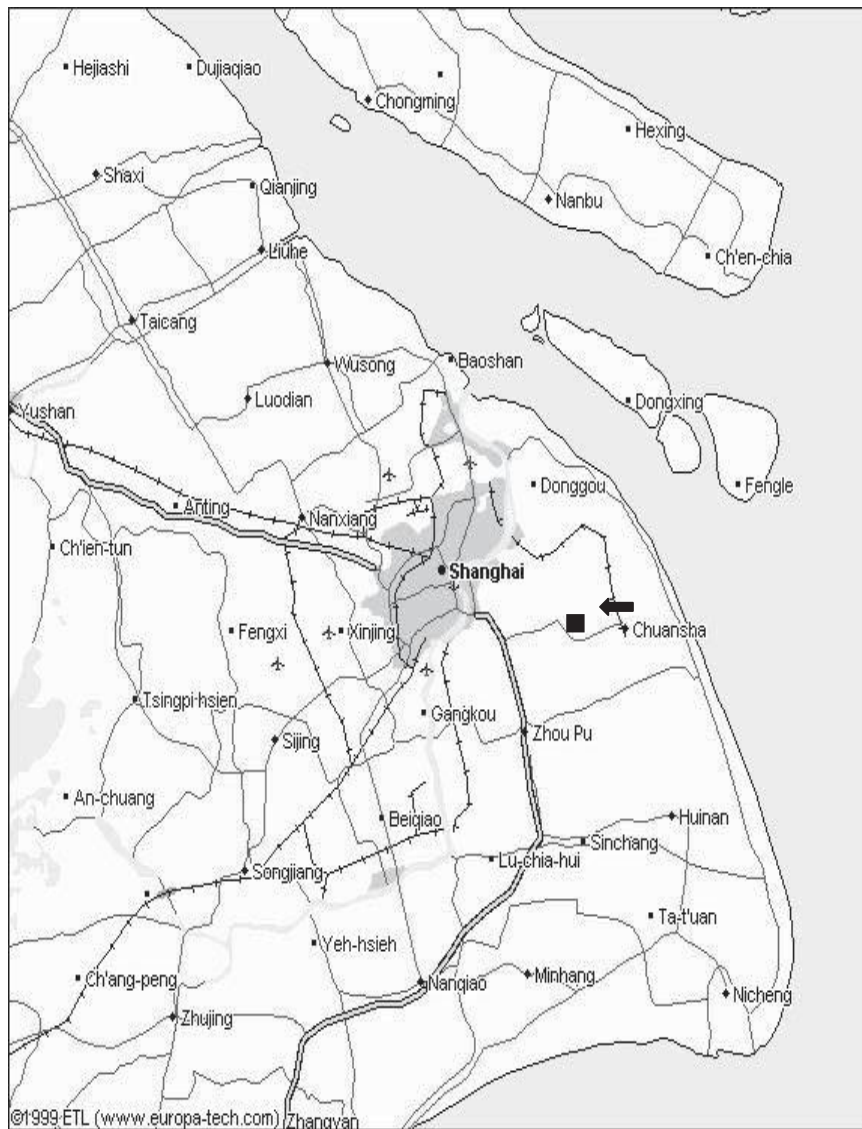 Hejiashi
Dujiaqiao
Chongming
Hexing
Shaxi
Qianjing
Nanbu
Liuhe
Ch'en-chia
Taicang
Wusong
Baoshan
Luodian
Dongxing
Yushan
Donggou
Fengle
Anting
Nanxiang
Ch'ien-tun
Shanghai
Fengxi
Xinjing
Chuansha
Tsingpi-hsien
Gangkou
Sijing
Zhou Pu
An-chuang
Beiqiao
Huinan
Sinchang
Lu-chia-hui
Songjiang
Ta-t'uan
Yeh-hsieh
Ch'ang-peng
Nanqiao
Minhang
Nicheng
Zhujing
©1999 ETL (www.europa-tech.com)
Zhangyan